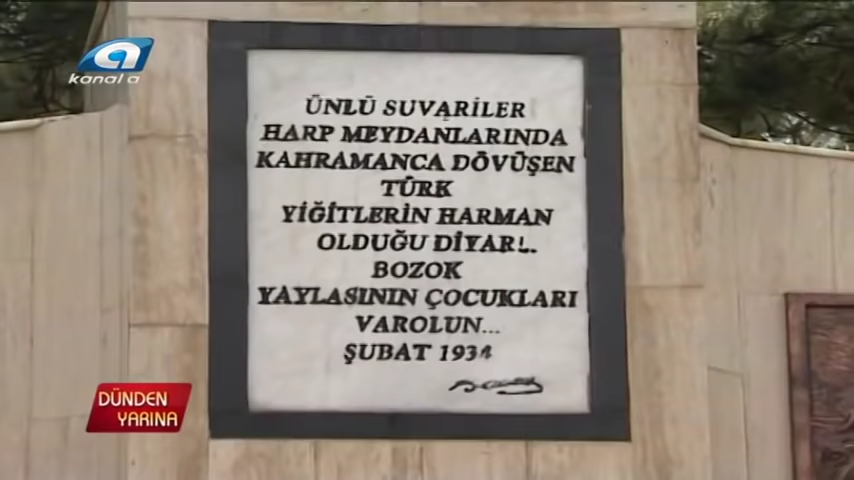 kanal a
ÜNLÜ SUVARİLER
HARP MEYDANLARINDA
KAHRAMANCA DÖVÜŞEN
TÜRK
YİĞİTLERİN HARMAN
OLDUĞU DİYAR!..
BOZOK
YAYLASININ ÇOCUKLARI
VAROLUN...
ŞUBAT 1934
DÜNDEN
YARINA